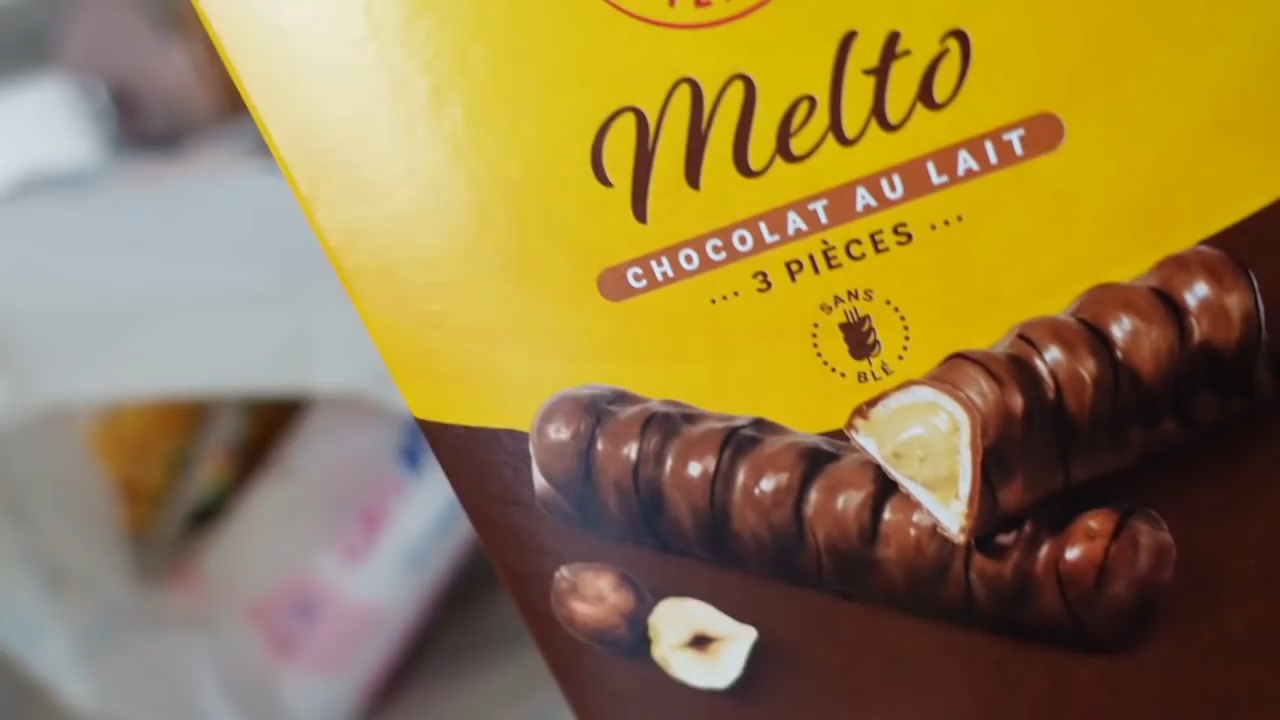 Melto
CHOCOLAT AU LAIT
... 3 PIÈCES ...
SANS
BLÉ